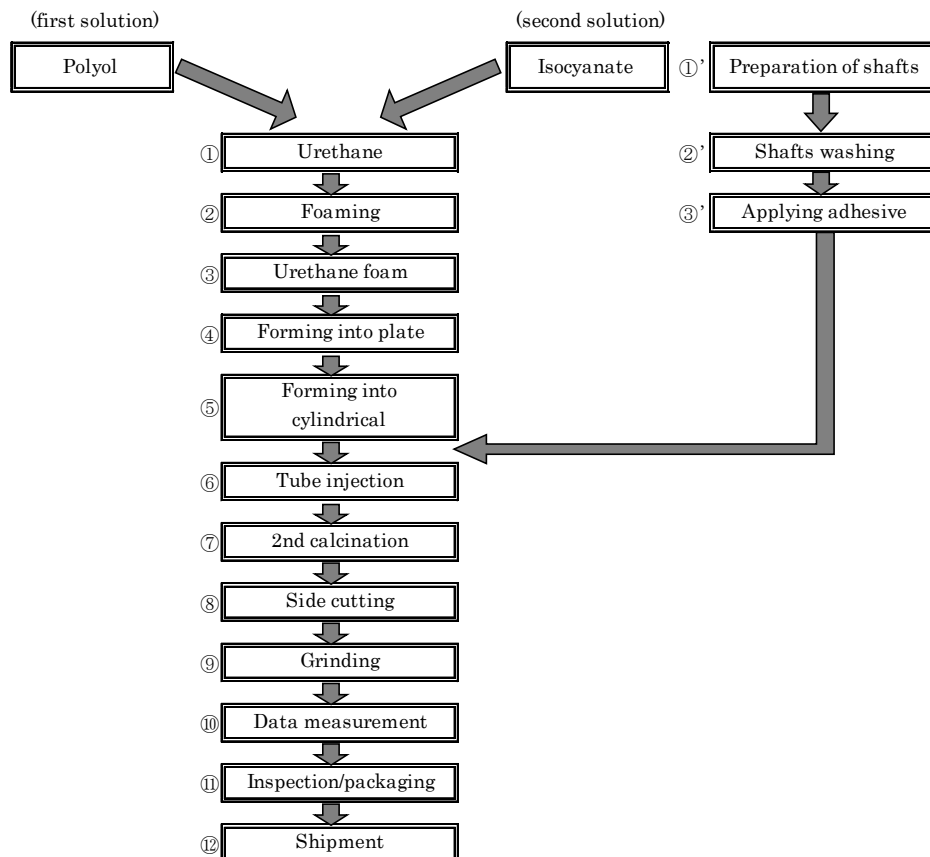 (first solution)
(second solution)
Polyol
Isocyanate
①’ Preparation of shafts
① Urethane
②’ Shafts washing
② Foaming
③’ Applying adhesive
③ Urethane foam
④ Forming into plate
⑤ Forming into
cylindrical
⑥ Tube injection
⑦ 2nd calcination
⑧ Side cutting
⑨ Grinding
⑩ Data measurement
⑪ Inspection/packaging
⑫ Shipment